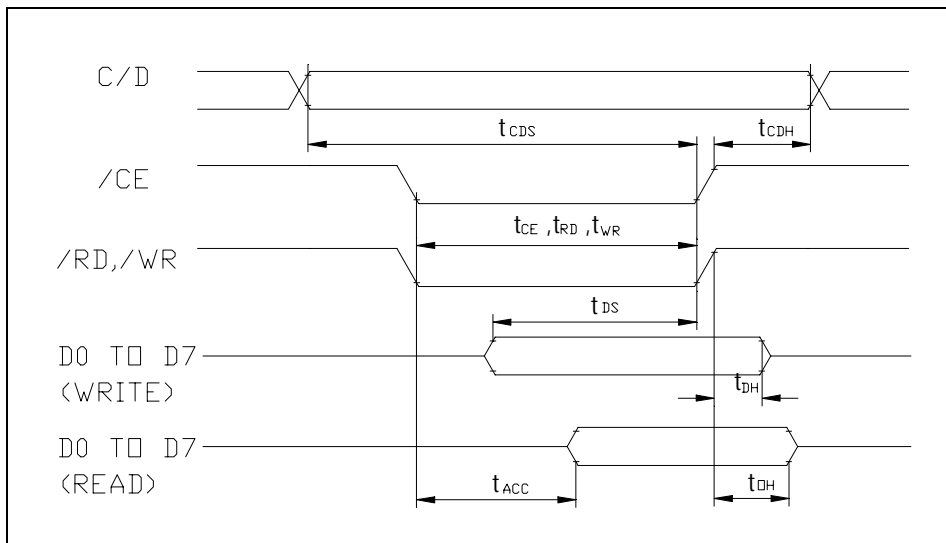 C/D
tCDS
tCDH
/CE
tCE ,tRD ,tWR
/RD,/WR
tDS
D0 TO D7
(WRITE)
tDH
D0 TO D7
(READ)
tACC
tOH